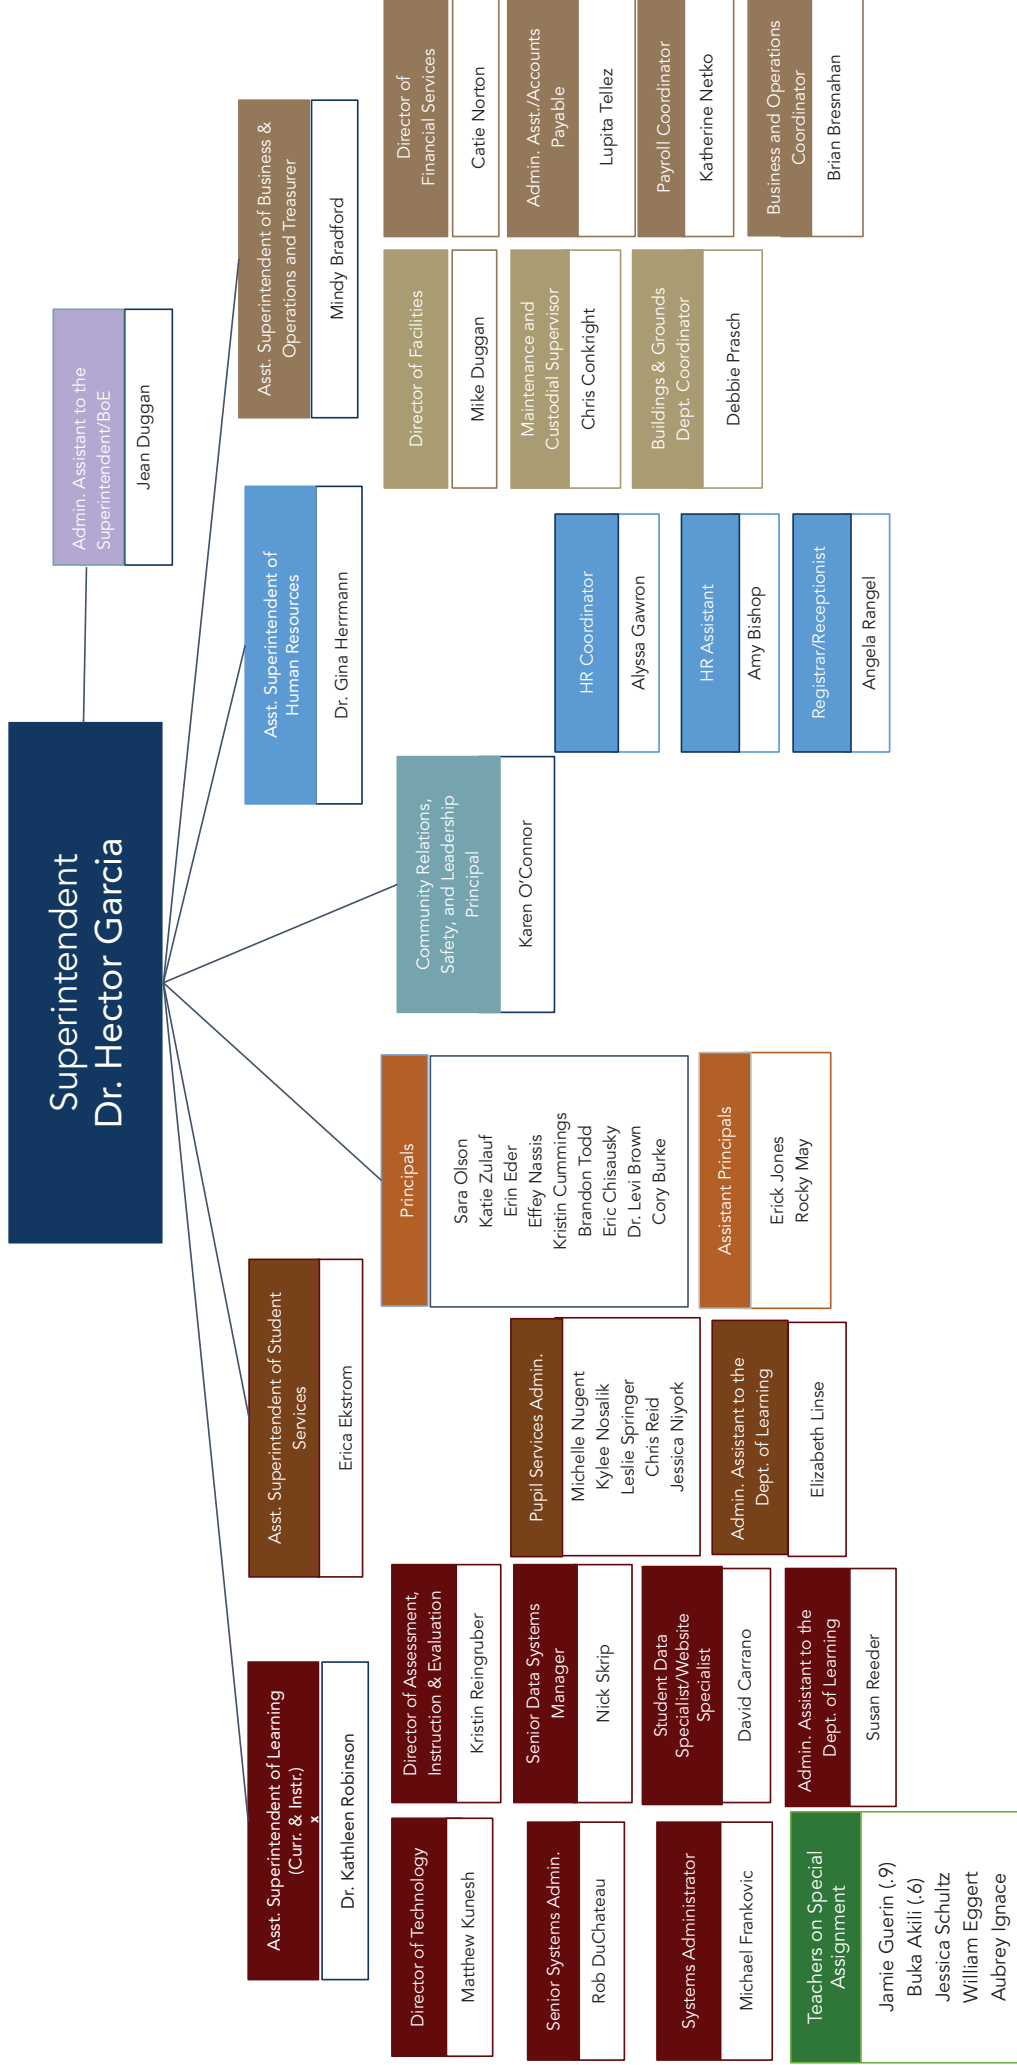 Superintendent
Dr. Hector Garcia
Admin. Assistant to the
Superintendent/BoE
Jean Duggan
Asst. Superintendent of Learning
(Curr. & Instr.)
x
Dr. Kathleen Robinson
Asst. Superintendent of Student
Services
Erica Ekstrom
Asst. Superintendent of
Human Resources
Dr. Gina Herrmann
Asst. Superintendent of Business &
Operations and Treasurer
Mindy Bradford
Director of Technology
Matthew Kunesh
Senior Systems Admin.
Rob DuChateau
Systems Administrator
Michael Frankovic
Teachers on Special
Assignment
Jamie Guerin (.9)
Buka Akili (.6)
Jessica Schultz
William Eggert
Aubrey Ignace
Director of Assessment,
Instruction & Evaluation
Kristin Reingruber
Senior Data Systems
Manager
Nick Skrip
Student Data
Specialist/Website
Specialist
David Carrano
Admin. Assistant to the
Dept. of Learning
Susan Reeder
Pupil Services Admin.
Michelle Nugent
Kylee Nosalik
Leslie Springer
Chris Reid
Jessica Niyork
Admin. Assistant to the
Dept. of Learning
Elizabeth Linse
Principals
Sara Olson
Katie Zulauf
Erin Eder
Effey Nassis
Kristin Cummings
Brandon Todd
Eric Chisausky
Dr. Levi Brown
Cory Burke
Assistant Principals
Erick Jones
Rocky May
Community Relations,
Safety, and Leadership
Principal
Karen O’Connor
HR Coordinator
Alyssa Gawron
HR Assistant
Amy Bishop
Registrar/Receptionist
Angela Rangel
Director of Facilities
Mike Duggan
Maintenance and
Custodial Supervisor
Chris Conkright
Buildings & Grounds
Dept. Coordinator
Debbie Prasch
Director of
Financial Services
Catie Norton
Admin. Asst./Accounts
Payable
Lupita Tellez
Payroll Coordinator
Katherine Netko
Business and Operations
Coordinator
Brian Bresnahan